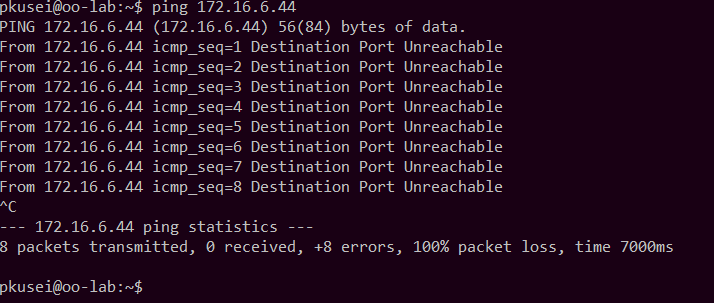 pkusei@oo-lab:~$ ping 172.16.6.44
PING 172.16.6.44 (172.16.6.44) 56(84) bytes of data.
From 172.16.6.44 icmp_seq=1 Destination Port Unreachable
From 172.16.6.44 icmp_seq=2 Destination Port Unreachable
From 172.16.6.44 icmp_seq=3 Destination Port Unreachable
From 172.16.6.44 icmp_seq=4 Destination Port Unreachable
From 172.16.6.44 icmp_seq=5 Destination Port Unreachable
From 172.16.6.44 icmp_seq=6 Destination Port Unreachable
From 172.16.6.44 icmp_seq=7 Destination Port Unreachable
From 172.16.6.44 icmp_seq=8 Destination Port Unreachable
^C
--- 172.16.6.44 ping statistics ---
8 packets transmitted, 0 received, +8 errors, 100% packet loss, time 7000ms
pkusei@oo-lab:~$